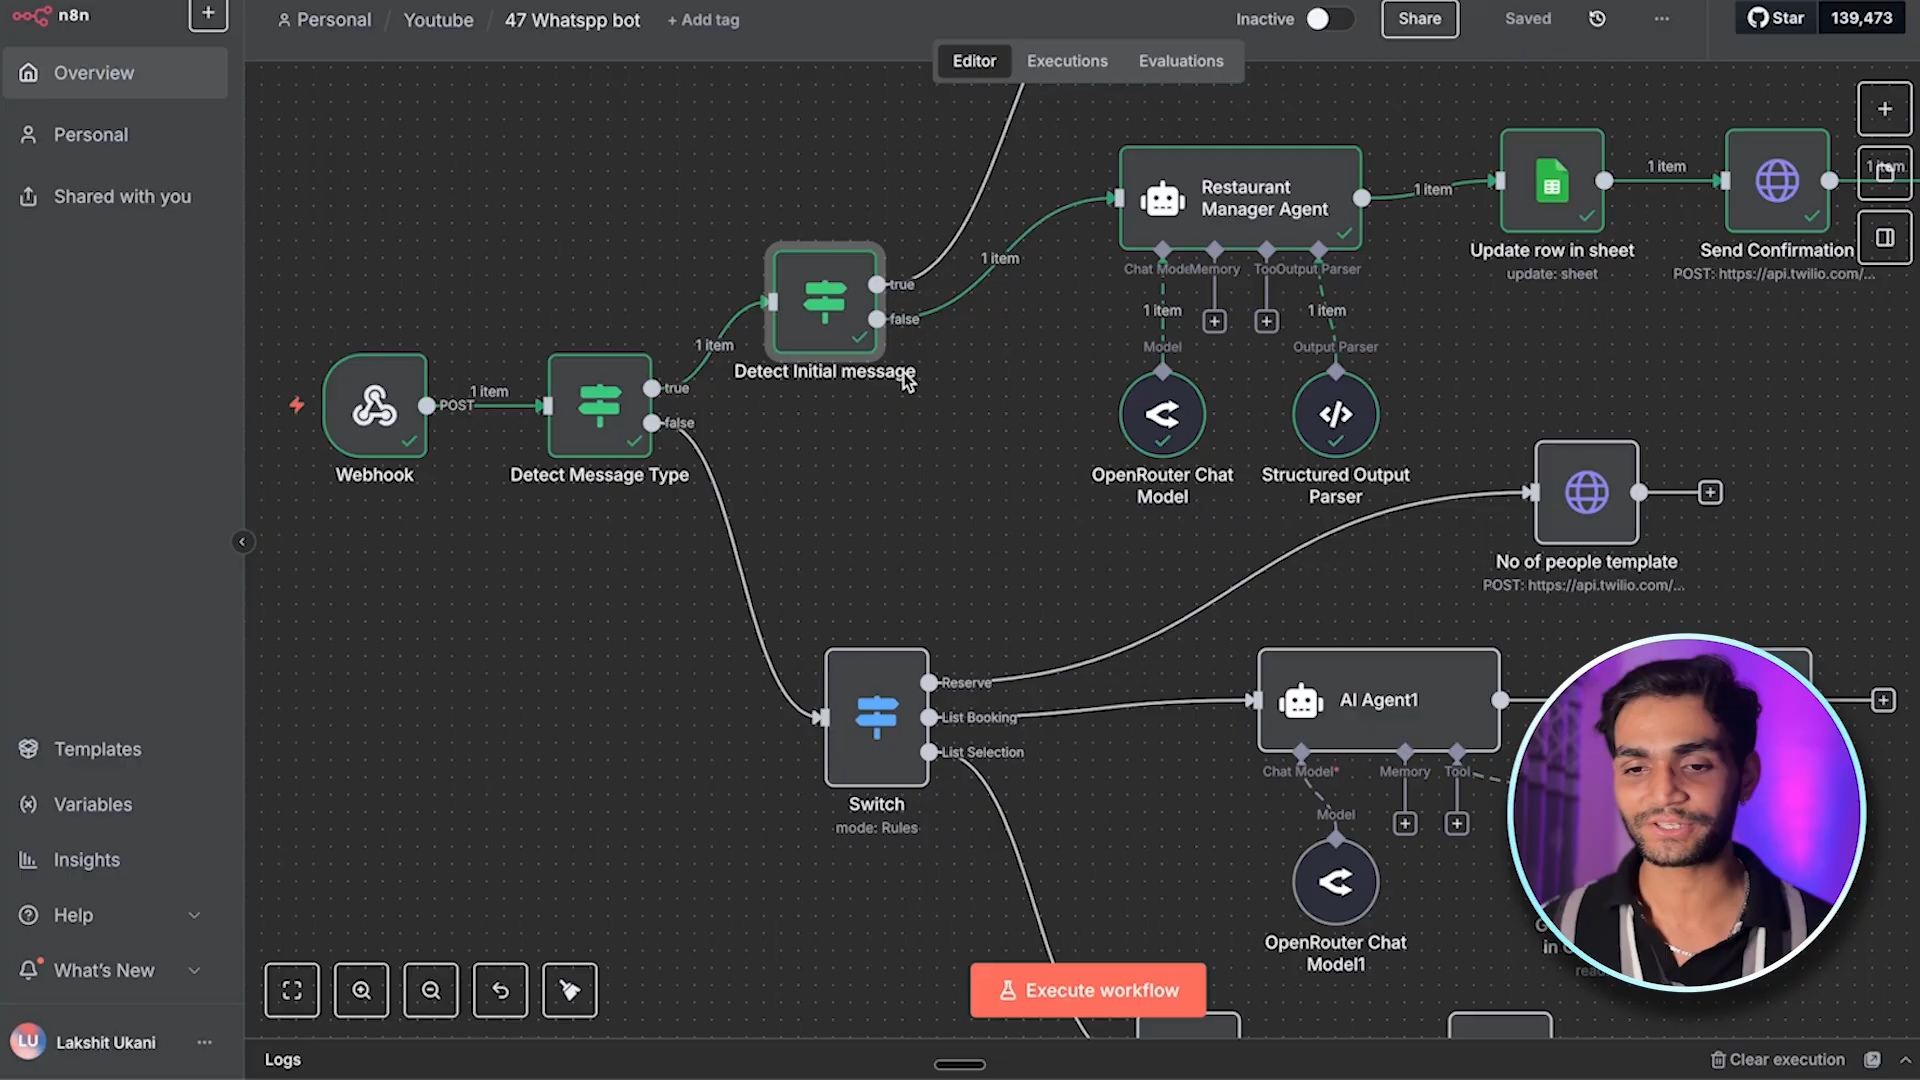 n8n
+
Personal / Youtube / 47 Whatspp bot + Add tag
Inactive
Share
Saved
...
Star 139,473
Editor Executions Evaluations
Overview
Personal
Shared with you
Templates
Variables
Insights
Help
What's New
LU Lakshit Ukani ...
Webhook
POST
1 item
Detect Message Type
true
false
1 item
Detect Initial message
true
false
1 item
Restaurant
Manager Agent
Memory
Output Parser
1 item
1 item
Model
Output Parser
OpenRouter Chat
Model
Structured Output
Parser
1 item
Update row in sheet
update: sheet
1 item
Send Confirmation
POST: https://api.twilio.com/...
1 item
No of people template
POST: https://api.twilio.com/...
Switch
mode: Rules
Reserve
List Booking
List Selection
AI Agent1
Chat Model*
Memory
Tool
Model
OpenRouter Chat
Model1
Execute workflow
Logs
Clear execution